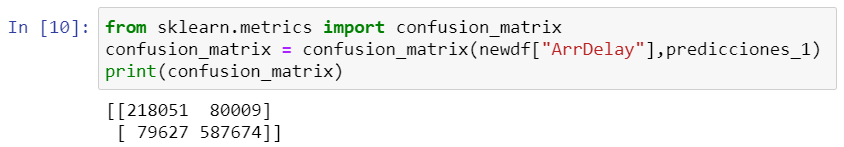 In [10]: from sklearn.metrics import confusion_matrix
confusion_matrix = confusion_matrix(newdf["ArrDelay"],predicciones_1)
print(confusion_matrix)
[[218051  80009]
 [ 79627 587674]]